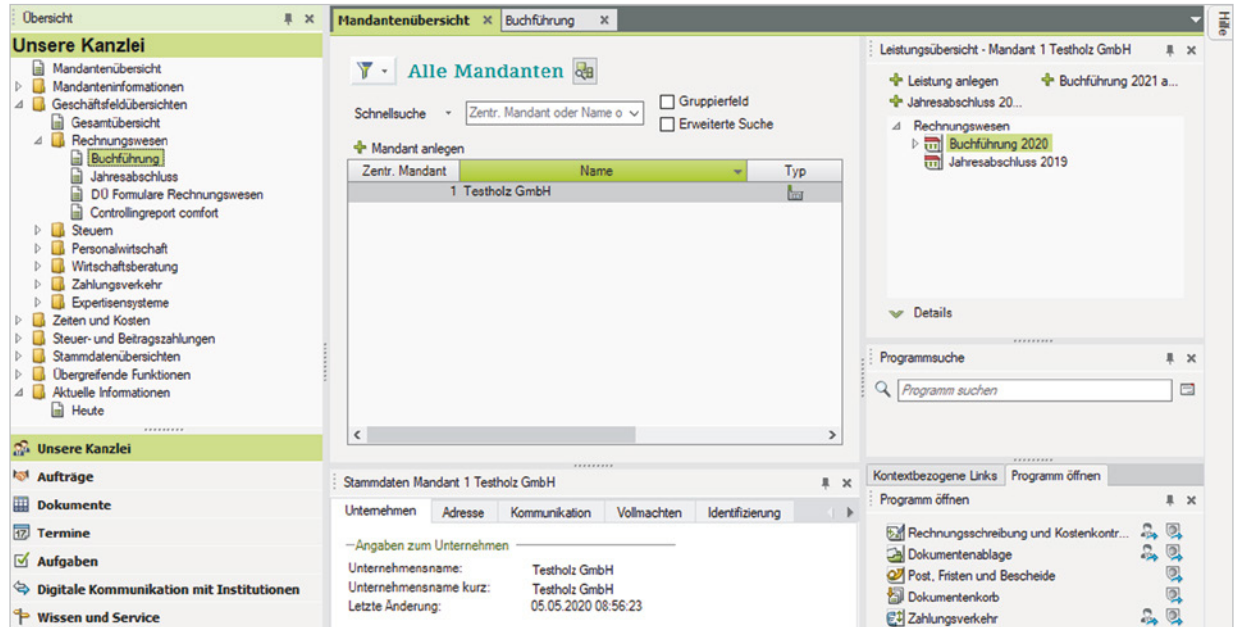 Übersicht
Unsere Kanzlei
Mandantenübersicht
Mandanteninformationen
Geschäftsfeldübersichten
Gesamtübersicht
Rechnungswesen
Buchführung
Jahresabschluss
DÜ Formulare Rechnungswesen
Controllingreport comfort
Steuern
Personalwirtschaft
Wirtschaftsberatung
Zahlungsverkehr
Expertisensysteme
Zeiten und Kosten
Steuer- und Beitragszahlungen
Stammdatenübersichten
Übergreifende Funktionen
Aktuelle Informationen
Heute
Unsere Kanzlei
Aufträge
Dokumente
Termine
Aufgaben
Digitale Kommunikation mit Institutionen
Wissen und Service
Mandantenübersicht Buchführung
Alle Mandanten
Schnellsuche Zentr. Mandant oder Name o
Gruppierfeld
Erweiterte Suche
Mandant anlegen
Zentr. Mandant Name Typ
1 Testholz GmbH
Stammdaten Mandant 1 Testholz GmbH
Unternehmen Adresse Kommunikation Vollmachten Identifizierung
Angaben zum Unternehmen
Unternehmensname: Testholz GmbH
Unternehmensname kurz: Testholz GmbH
Letzte Änderung: 05.05.2020 08:56:23
Leistungsübersicht - Mandant 1 Testholz GmbH
Leistung anlegen Buchführung 2021 a...
Jahresabschluss 20...
Rechnungswesen
Buchführung 2020
Jahresabschluss 2019
Details
Programmsuche
Programm suchen
Kontextbezogene Links Programm öffnen
Programm öffnen
Rechnungsschreibung und Kostenkontr...
Dokumentenablage
Post, Fristen und Bescheide
Dokumentenkorb
Zahlungsverkehr
Hilfe